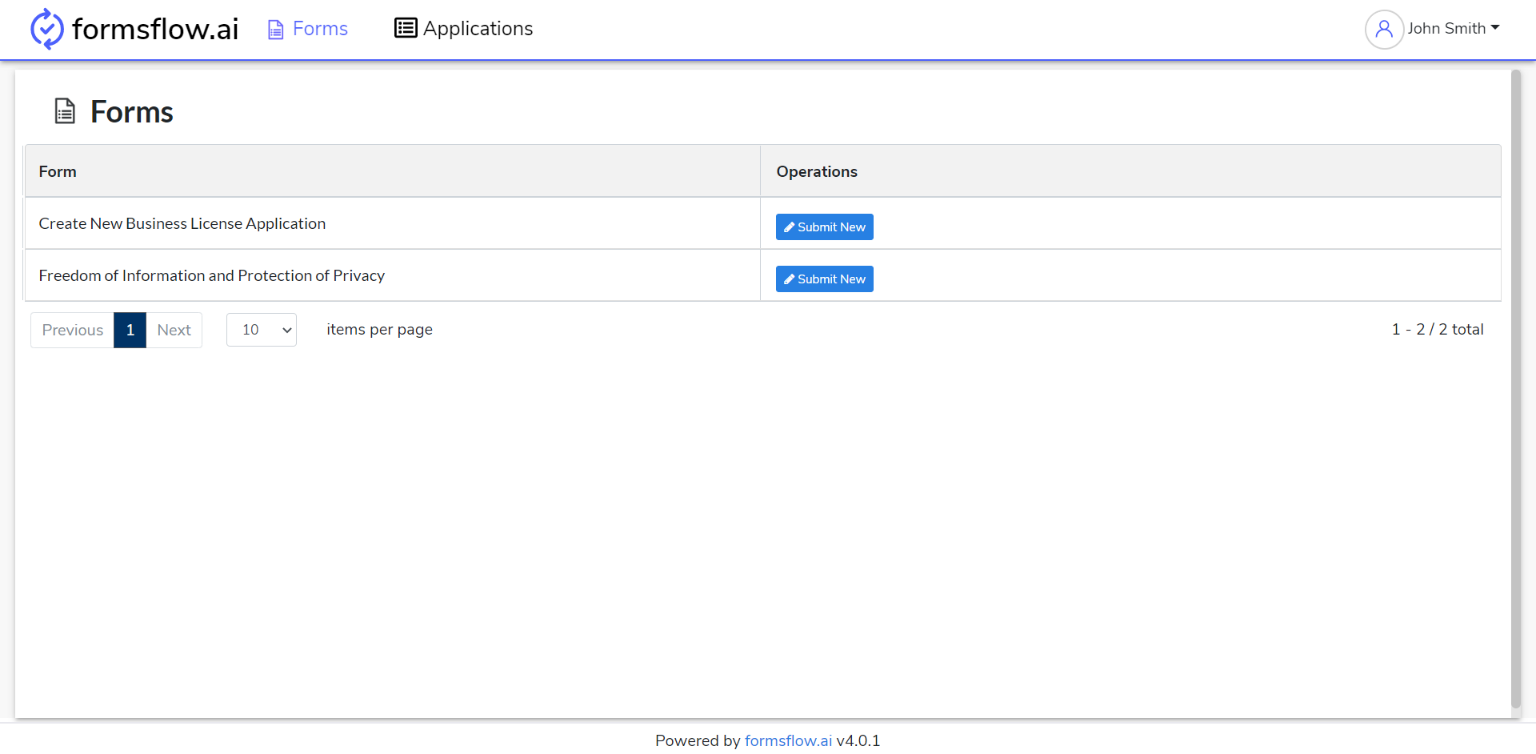 formsflow.ai Forms Applications John Smith
Forms
Form Operations
Create New Business License Application Submit New
Freedom of Information and Protection of Privacy Submit New
Previous 1 Next 10 items per page 1 - 2 / 2 total
Powered by formsflow.ai v4.0.1